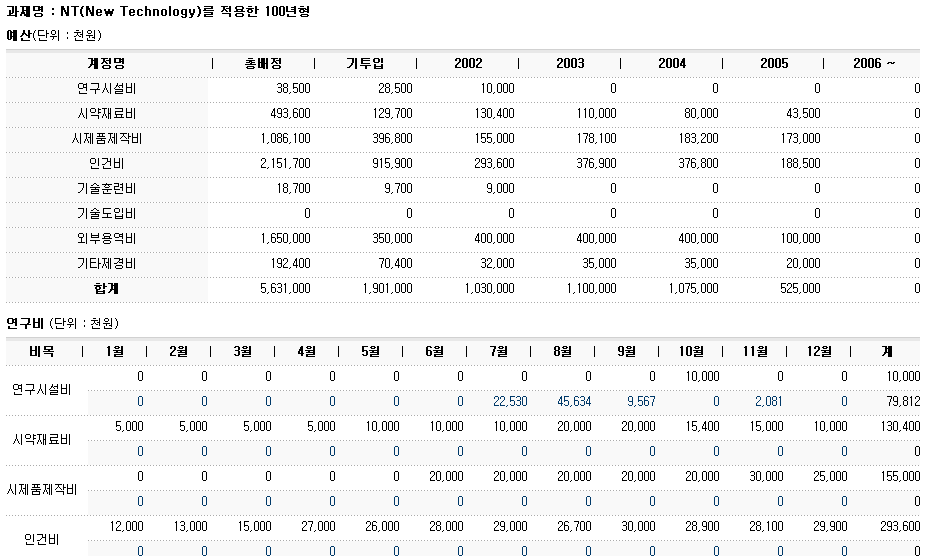 과제명 : NT(New Technology)를 적용한 100년형
예산(단위 : 천원)
계정명 | 총배정 | 기투입 | 2002 | 2003 | 2004 | 2005 | 2006 ~
연구시설비 38,500 28,500 10,000 0 0 0 0
시약재료비 493,600 129,700 130,400 110,000 80,000 43,500 0
시제품제작비 1,086,100 396,800 155,000 178,100 183,200 173,000 0
인건비 2,151,700 915,900 293,600 376,900 376,800 188,500 0
기술훈련비 18,700 9,700 9,000 0 0 0 0
기술도입비 0 0 0 0 0 0 0
외부용역비 1,650,000 350,000 400,000 400,000 400,000 100,000 0
기타제경비 192,400 70,400 32,000 35,000 35,000 20,000 0
합계 5,631,000 1,901,000 1,030,000 1,100,000 1,075,000 525,000 0
연구비 (단위 : 천원)
비목 | 1월 | 2월 | 3월 | 4월 | 5월 | 6월 | 7월 | 8월 | 9월 | 10월 | 11월 | 12월 | 계
연구시설비 0 0 0 0 0 0 0 0 0 10,000 0 0 10,000
0 0 0 0 0 0 22,530 45,634 9,567 0 2,081 0 79,812
시약재료비 5,000 5,000 5,000 5,000 10,000 10,000 10,000 20,000 20,000 15,400 15,000 10,000 130,400
0 0 0 0 0 0 0 0 0 0 0 0 0
시제품제작비 0 0 0 0 0 20,000 20,000 20,000 20,000 20,000 30,000 25,000 155,000
0 0 0 0 0 0 0 0 0 0 0 0 0
인건비 12,000 13,000 15,000 27,000 26,000 28,000 29,000 26,700 30,000 28,900 28,100 29,900 293,600
0 0 0 0 0 0 0 0 0 0 0 0 0